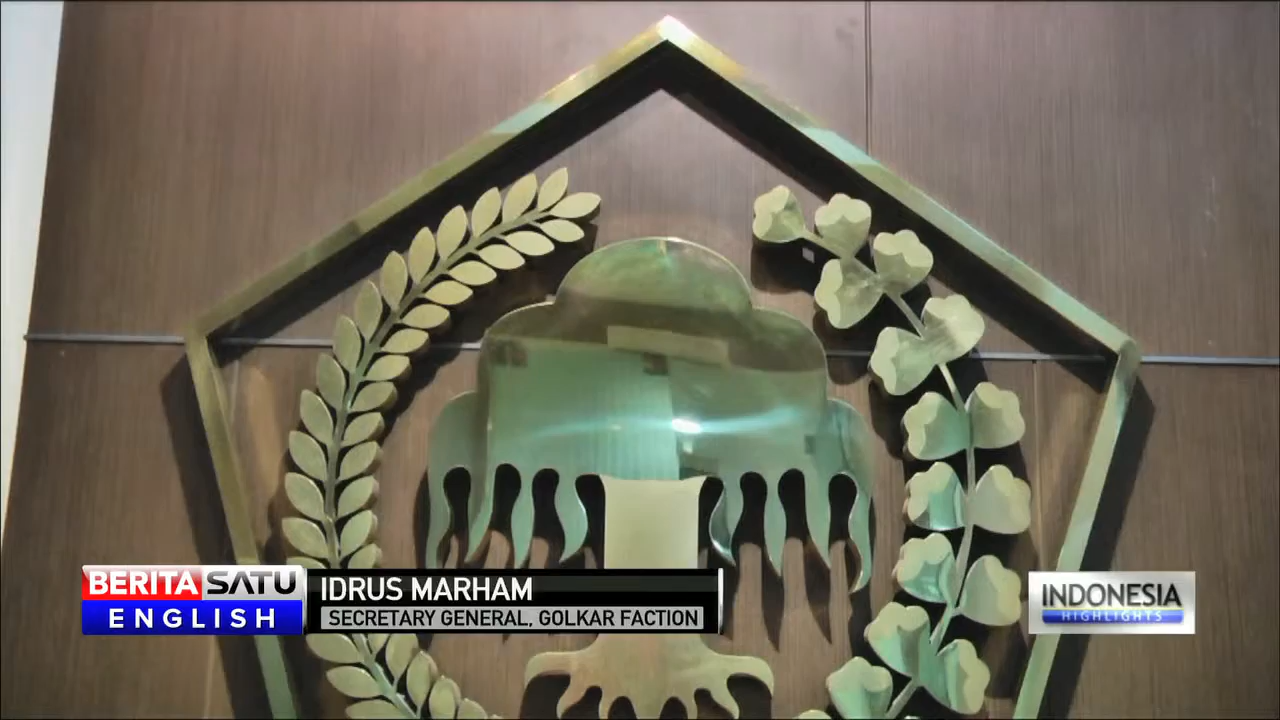 BERITA SATU
ENGLISH
IDRUS MARHAM
SECRETARY GENERAL, GOLKAR FACTION
INDONESIA
HIGHLIGHTS